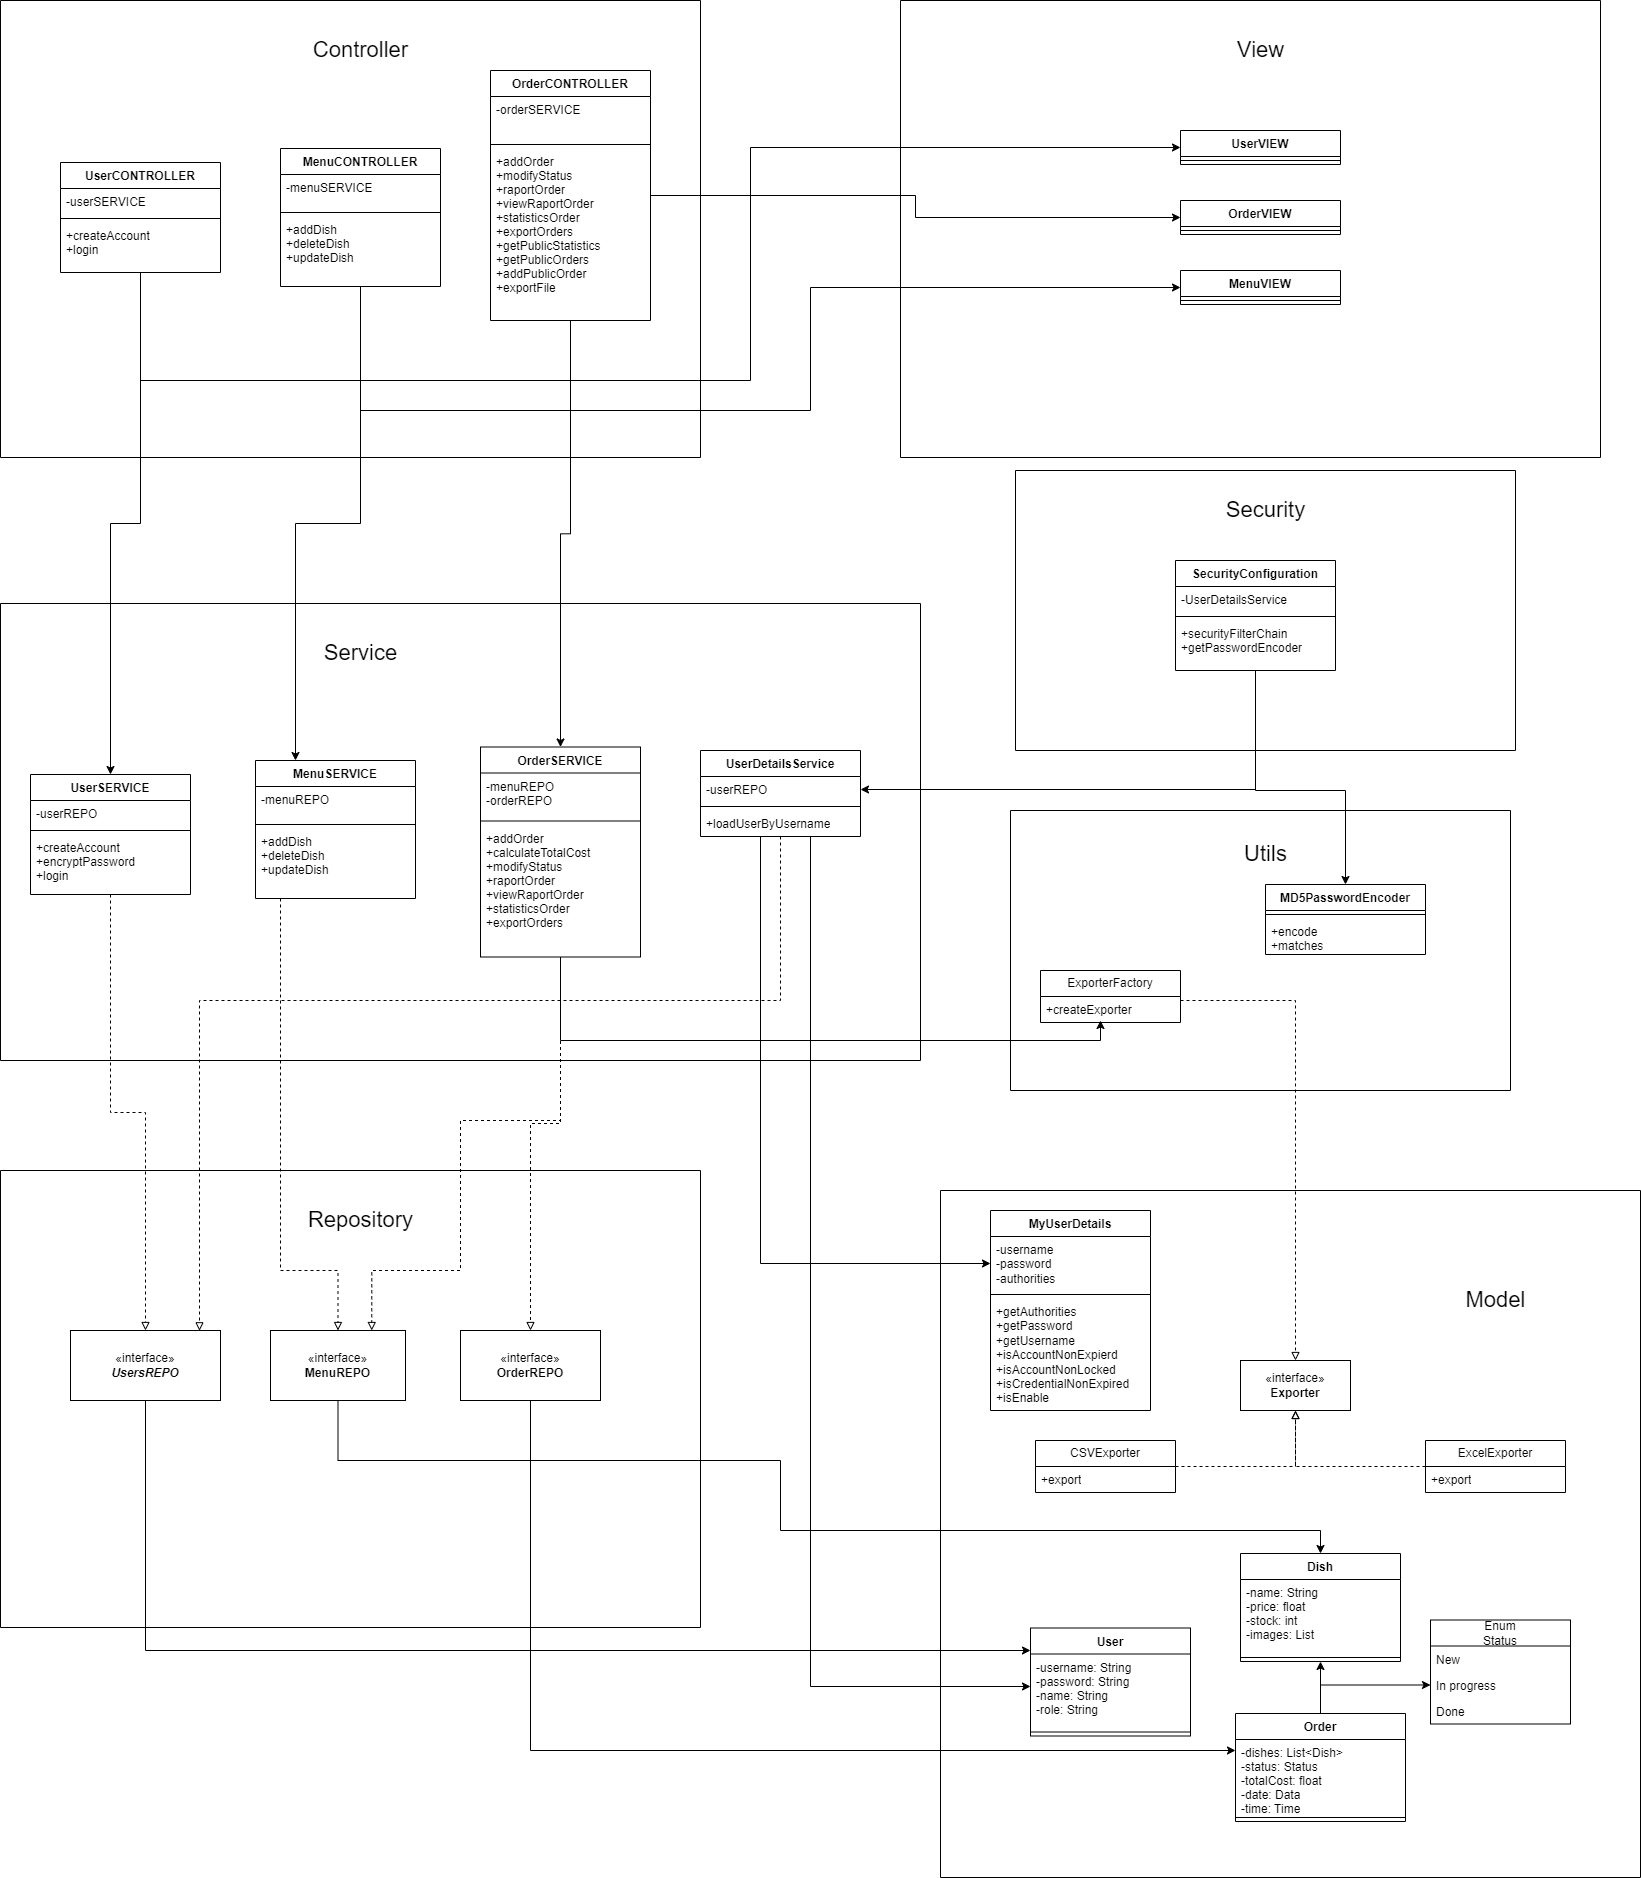 Controller
OrderCONTROLLER
-orderSERVICE
+addOrder
+modifyStatus
+raportOrder
+viewRaportOrder
+statisticsOrder
+exportOrders
+getPublicStatistics
+getPublicOrders
+addPublicOrder
+exportFile
MenuCONTROLLER
-menuSERVICE
+addDish
+deleteDish
+updateDish
UserCONTROLLER
-userSERVICE
+createAccount
+login
View
UserVIEW
OrderVIEW
MenuVIEW
Security
SecurityConfiguration
-UserDetailsService
+securityFilterChain
+getPasswordEncoder
Service
UserSERVICE
-userREPO
+createAccount
+encryptPassword
+login
MenuSERVICE
-menuREPO
+addDish
+deleteDish
+updateDish
OrderSERVICE
-menuREPO
-orderREPO
+addOrder
+calculateTotalCost
+modifyStatus
+raportOrder
+viewRaportOrder
+statisticsOrder
+exportOrders
UserDetailsService
-userREPO
+loadUserByUsername
Utils
MD5PasswordEncoder
+encode
+matches
ExporterFactory
+createExporter
Repository
«interface»
UsersREPO
«interface»
MenuREPO
«interface»
OrderREPO
Model
MyUserDetails
-username
-password
-authorities
+getAuthorities
+getPassword
+getUsername
+isAccountNonExpierd
+isAccountNonLocked
+isCredentialNonExpired
+isEnable
«interface»
Exporter
CSVExporter
+export
ExcelExporter
+export
Dish
-name: String
-price: float
-stock: int
-images: List
Enum
Status
New
In progress
Done
User
-username: String
-password: String
-name: String
-role: String
Order
-dishes: List<Dish>
-status: Status
-totalCost: float
-date: Data
-time: Time